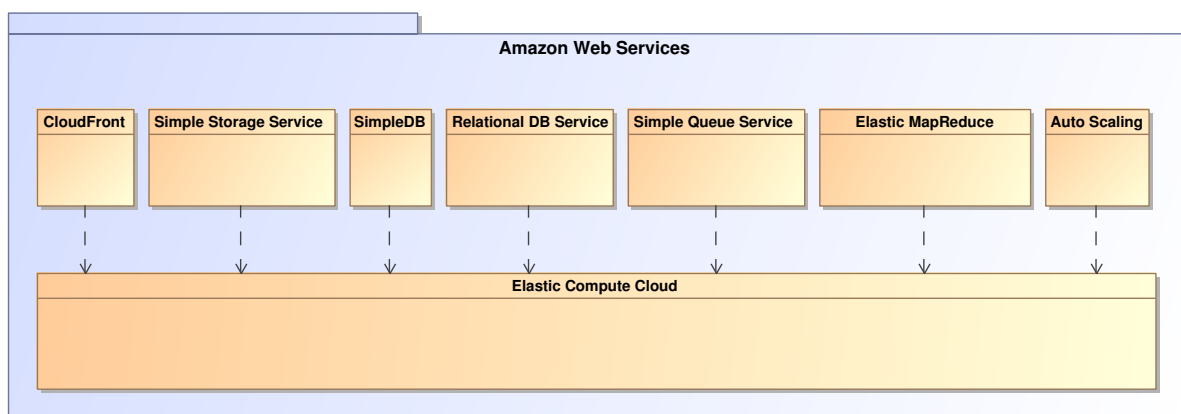 Amazon Web Services
CloudFront
Simple Storage Service
SimpleDB
Relational DB Service
Simple Queue Service
Elastic MapReduce
Auto Scaling
Elastic Compute Cloud